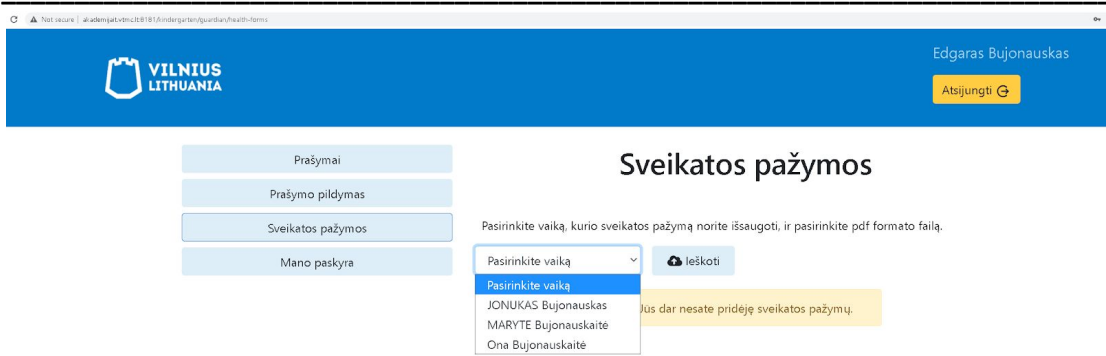 Not secure | akademijait.vtmc.lt:8181/kindergarten/guardian/health-forms
Edgaras Bujonauskas
VILNIUS
LITHUANIA
Atsijungti
Prašymai
Prašymo pildymas
Sveikatos pažymos
Mano paskyra
Sveikatos pažymos
Pasirinkite vaiką, kurio sveikatos pažymą norite išsaugoti, ir pasirinkite pdf formato failą.
Pasirinkite vaiką
Ieškoti
Pasirinkite vaiką
JONUKAS Bujonauskas
MARYTE Bujonauskaitė
Ona Bujonauskaitė
Jūs dar nesate pridėję sveikatos pažymų.